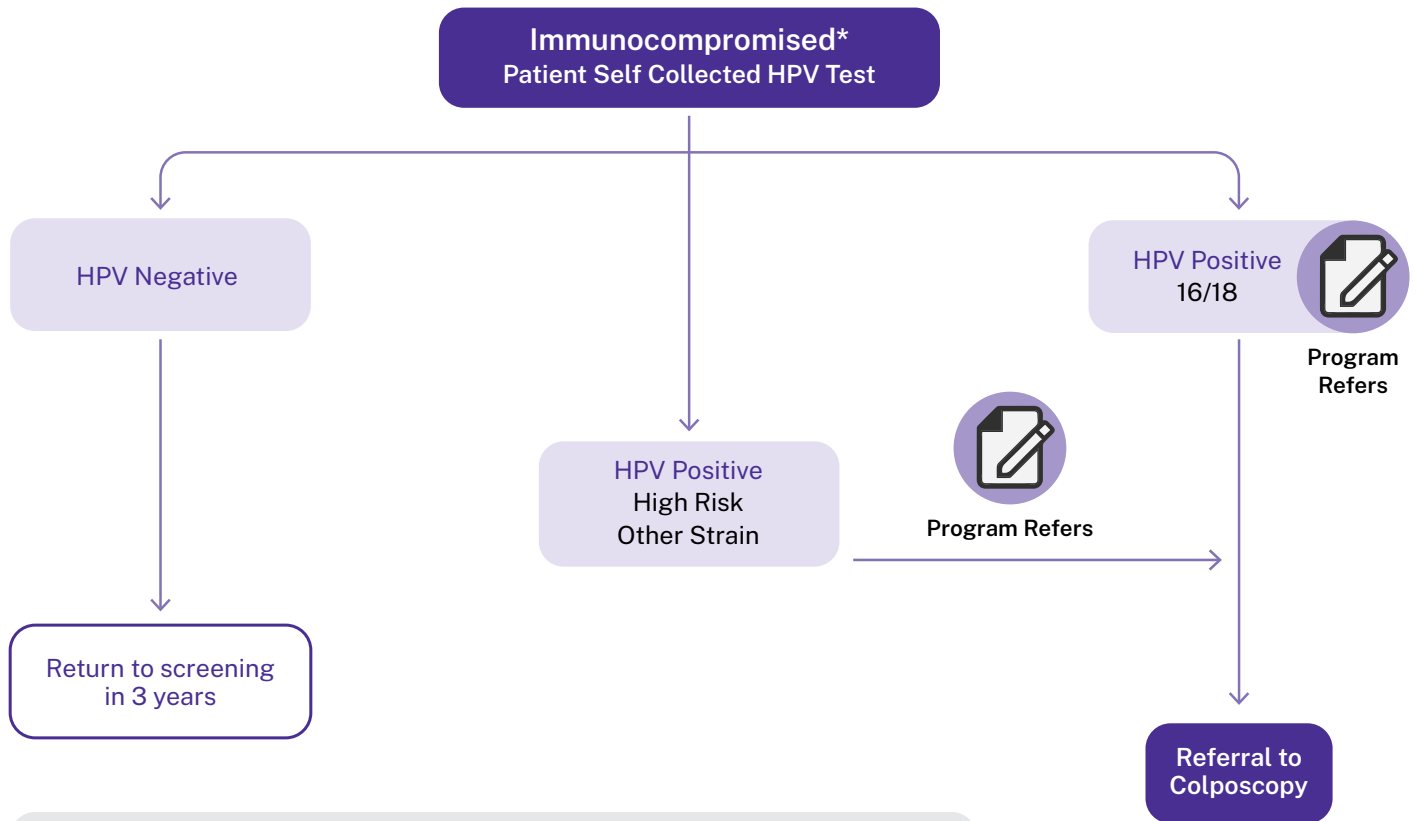 Immunocompromised*
Patient Self Collected HPV Test
HPV Negative
HPV Positive
16/18
Program
Refers
HPV Positive
High Risk
Other Strain
Program Refers
Return to screening
in 3 years
Referral to
Colposcopy